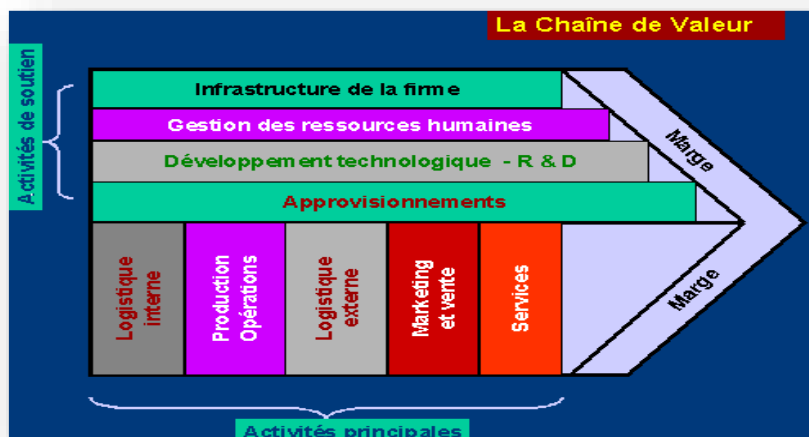 La Chaîne de Valeur
Activités de soutien
Infrastructure de la firme
Gestion des ressources humaines
Développement technologique - R & D
Approvisionnements
Marge
Logistique
interne
Production
Opérations
Logistique
externe
Marketing
et vente
Services
Marge
Activités principales